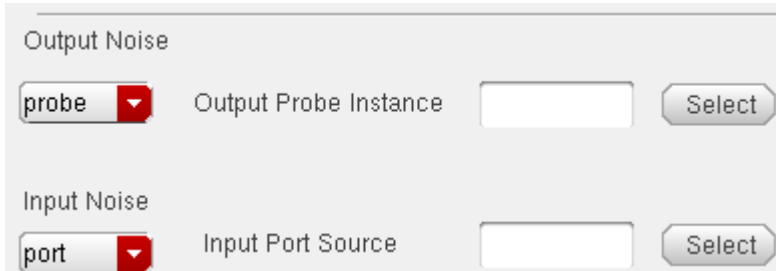 Output Noise
probe Output Probe Instance Select
Input Noise
port Input Port Source Select